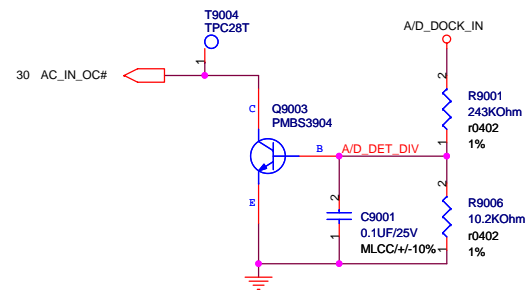 T9004
TPC28T
A/D_DOCK_IN
1
30 AC_IN_OC#
2
R9001
243KOhm
r0402
1%
1
C
Q9003
PMBS3904
B
A/D_DET_DIV
E
2
C9001
0.1UF/25V
MLCC/+/-10%
1
2
R9006
10.2KOhm
r0402
1%
1